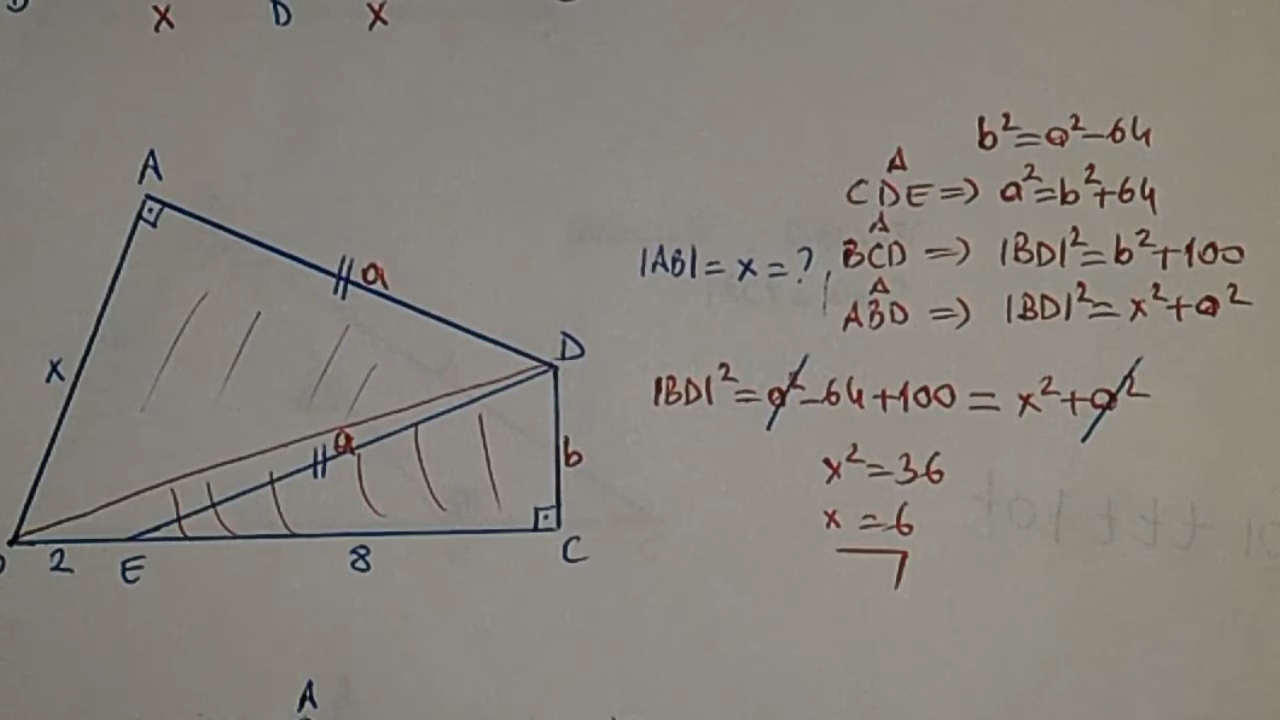 x D x
b²=a²-64
A
CDE=> a²=b²+64
|AB|=x=?, BCD => |BD|²=b²+100
ABD => |BD|²=x²+a²
|BD|²=a²-64+100=x²+a²
x²=36
x=6
A
a
x
D
a
b
2 E 8 C
A